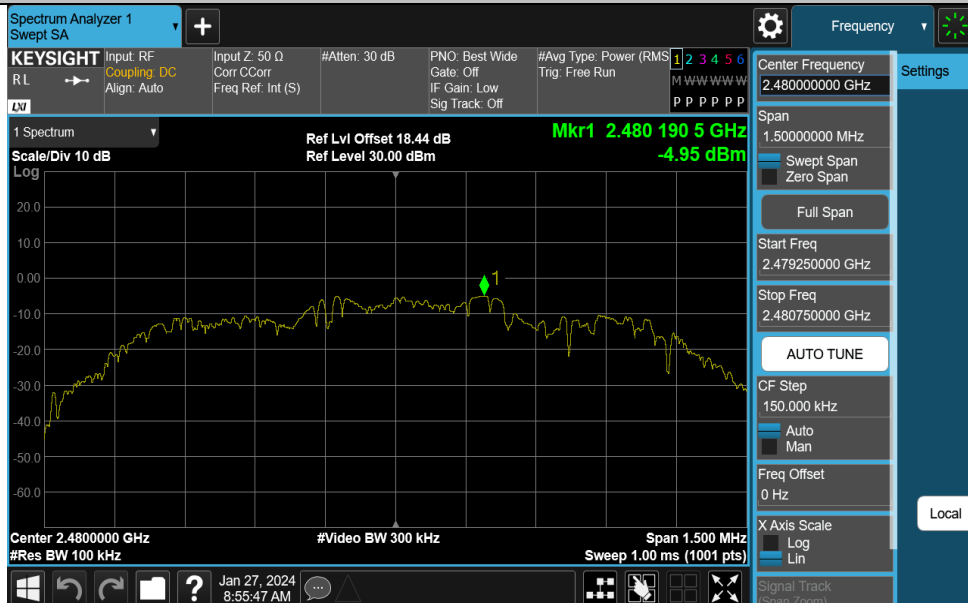 Spectrum Analyzer 1
Swept SA
+
Frequency
KEYSIGHT
R L
LXI
Input: RF
Coupling: DC
Align: Auto
Input Z: 50 Ω
Corr CCorr
Freq Ref: Int (S)
#Atten: 30 dB
PNO: Best Wide
Gate: Off
IF Gain: Low
Sig Track: Off
#Avg Type: Power (RMS
Trig: Free Run
1 2 3 4 5 6
M W W W W W
P P P P P P
1 Spectrum
Scale/Div 10 dB
Log
Ref Lvl Offset 18.44 dB
Ref Level 30.00 dBm
Mkr1 2.480 190 5 GHz
-4.95 dBm
20.0
10.0
0.00
-10.0
-20.0
-30.0
-40.0
-50.0
-60.0
1
Center 2.4800000 GHz
#Res BW 100 kHz
#Video BW 300 kHz
Span 1.500 MHz
Sweep 1.00 ms (1001 pts)
Center Frequency
2.480000000 GHz
Span
1.50000000 MHz
Swept Span
Zero Span
Full Span
Start Freq
2.479250000 GHz
Stop Freq
2.480750000 GHz
AUTO TUNE
CF Step
150.000 kHz
Auto
Man
Freq Offset
0 Hz
X Axis Scale
Log
Lin
Signal Track
(Span Zoom)
Settings
Local
?
Jan 27, 2024
8:55:47 AM